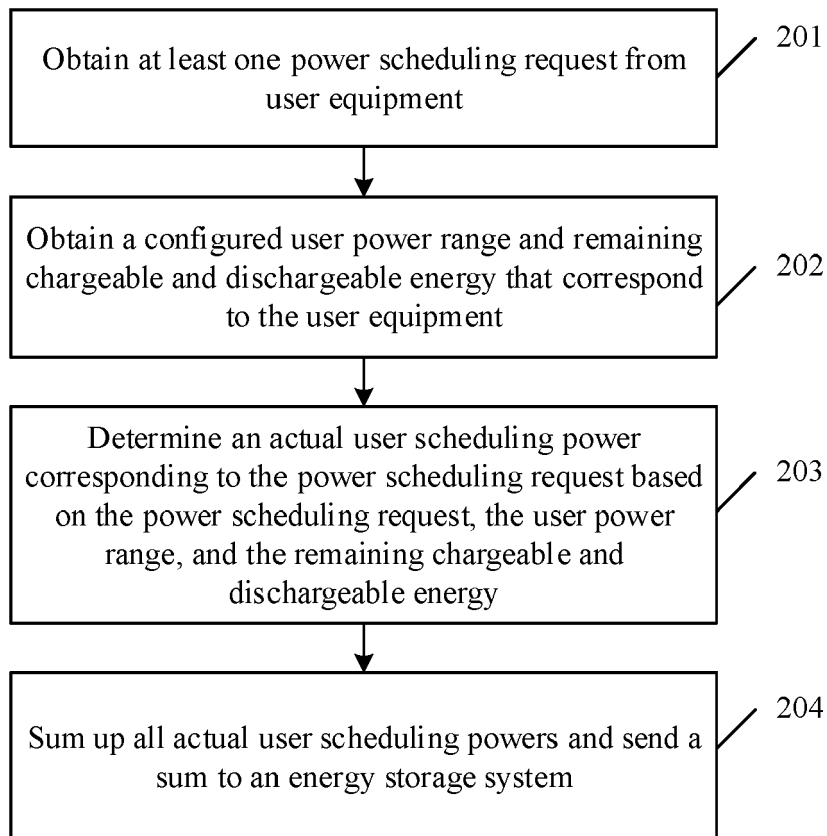 Obtain at least one power scheduling request from
user equipment
201
Obtain a configured user power range and remaining
chargeable and dischargeable energy that correspond
to the user equipment
202
Determine an actual user scheduling power
corresponding to the power scheduling request based
on the power scheduling request, the user power
range, and the remaining chargeable and
dischargeable energy
203
Sum up all actual user scheduling powers and send a
sum to an energy storage system
204